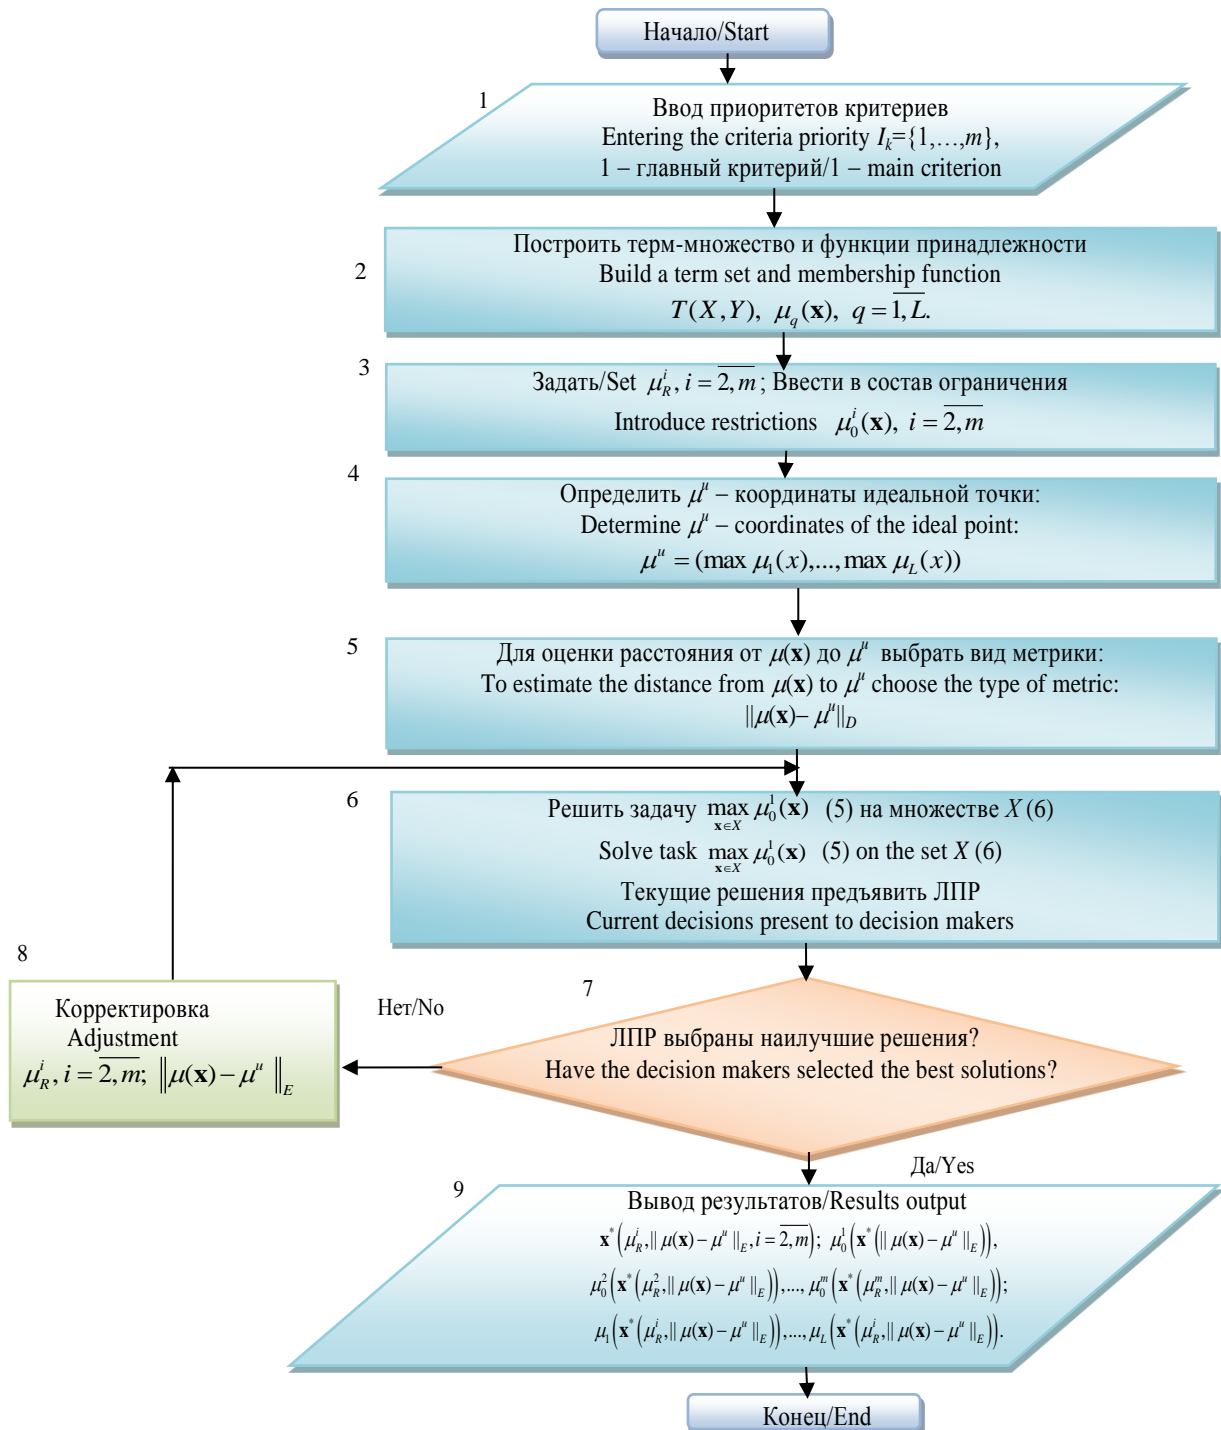 Начало/Start
1
Ввод приоритетов критериев
Entering the criteria priority I_k={1,…,m},
1 – главный критерий/1 – main criterion
2
Построить терм-множество и функции принадлежности
Build a term set and membership function
T(X,Y), μ_q(𝐱), q = \overline{1,L}.
3
Задать/Set μ_R^i, i = \overline{2,m}; Ввести в состав ограничения
Introduce restrictions μ_0^i(𝐱), i = \overline{2,m}
4
Определить μ^u – координаты идеальной точки:
Determine μ^u – coordinates of the ideal point:
μ^u = (max μ_1(x),...,max μ_L(x))
5
Для оценки расстояния от μ(𝐱) до μ^u выбрать вид метрики:
To estimate the distance from μ(𝐱) to μ^u choose the type of metric:
||μ(𝐱)– μ^u||_D
6
Решить задачу max_{𝐱∈X} μ_0^1(𝐱) (5) на множестве X (6)
Solve task max_{𝐱∈X} μ_0^1(𝐱) (5) on the set X (6)
Текущие решения предъявить ЛПР
Current decisions present to decision makers
7
ЛПР выбраны наилучшие решения?
Have the decision makers selected the best solutions?
Нет/No
8
Корректировка
Adjustment
μ_R^i, i = \overline{2,m}; ||μ(𝐱) – μ^u||_E
Да/Yes
9
Вывод результатов/Results output
𝐱^*(μ_R^i,|| μ(𝐱) – μ^u ||_E, i = \overline{2,m}); μ_0^1(𝐱^*(|| μ(𝐱) – μ^u ||_E)),
μ_0^2(𝐱^*(μ_R^2,|| μ(𝐱) – μ^u ||_E)),..., μ_0^m(𝐱^*(μ_R^m,|| μ(𝐱) – μ^u ||_E));
μ_1(𝐱^*(μ_R^i,|| μ(𝐱) – μ^u ||_E)),..., μ_L(𝐱^*(μ_R^i,|| μ(𝐱) – μ^u ||_E)).
Конец/End